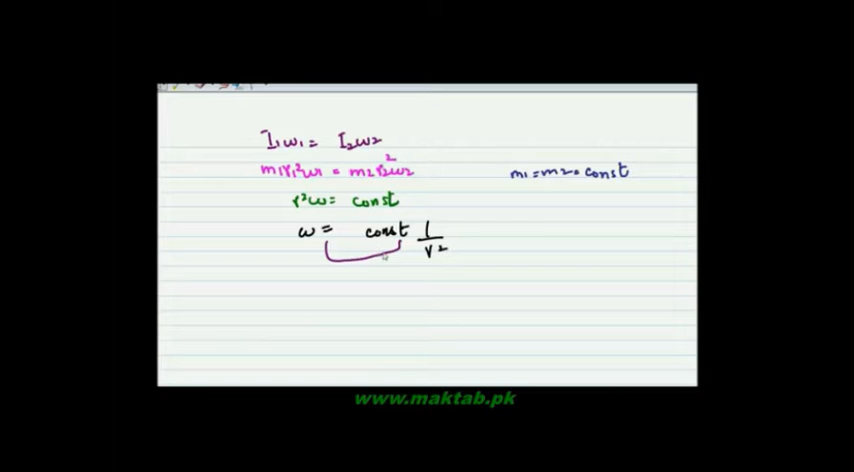 I₁ω₁ = I₂ω₂
m₁r₁²ω₁ = m₂r₂²ω₂
m₁ = m₂ = const
r²ω = const
ω = const 1/r²
www.maktab.pk